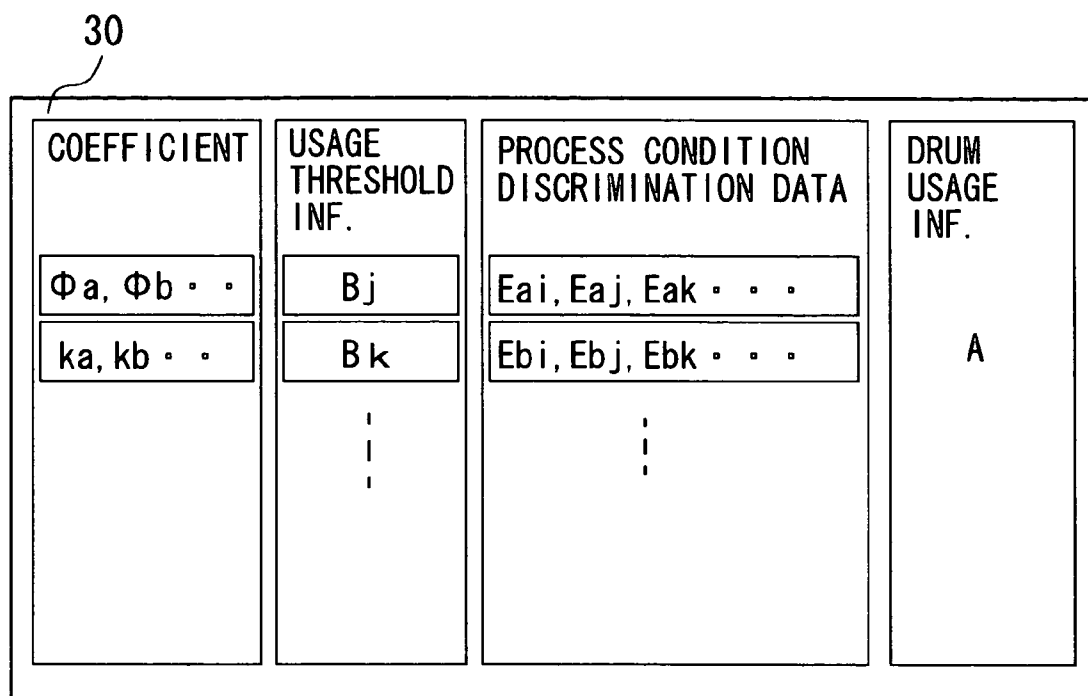 30
COEFFICIENT
Φa, Φb・・
ka, kb・・
USAGE
THRESHOLD
INF.
Bj
Bk
PROCESS CONDITION
DISCRIMINATION DATA
Eai, Eaj, Eak・・・
Ebi, Ebj, Ebk・・・
DRUM
USAGE
INF.
A